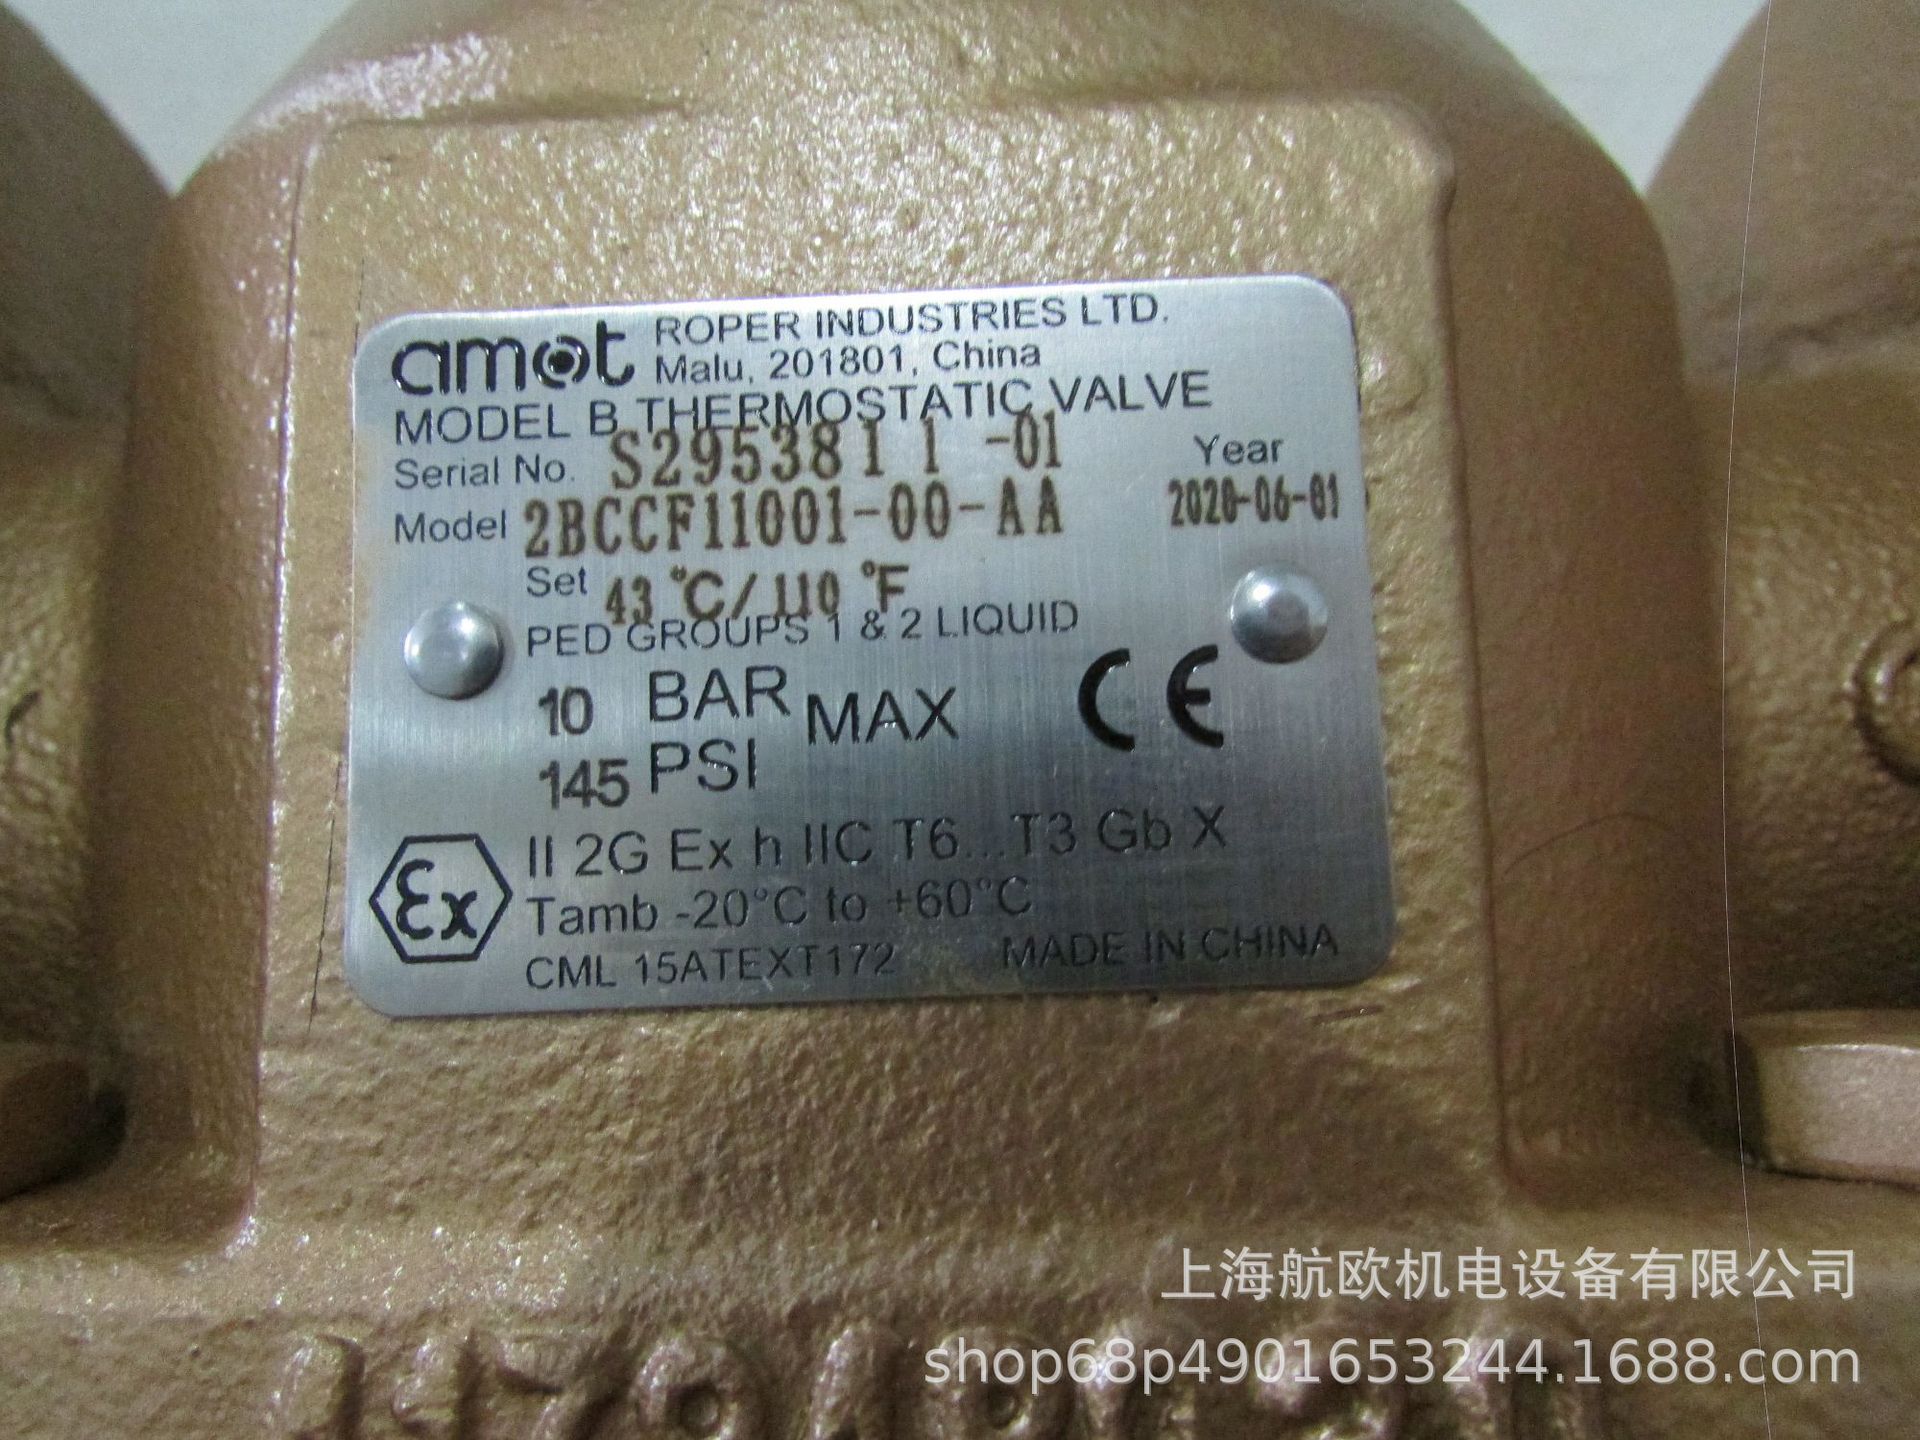 amot ROPER INDUSTRIES LTD.
Malu, 201801, China
MODEL B THERMOSTATIC VALVE
Serial No. S2953811-01
Year
Model 2BCCF11001-00-AA 2020-06-01
Set 43°C/110°F
PED GROUPS 1 & 2 LIQUID
10 BAR MAX
145 PSI
CE
II 2G Ex h IIC T6...T3 Gb X
Ex
Tamb -20°C to +60°C
CML 15ATEXT172 MADE IN CHINA
上海航欧机电设备有限公司
shop68p4901653244.1688.com